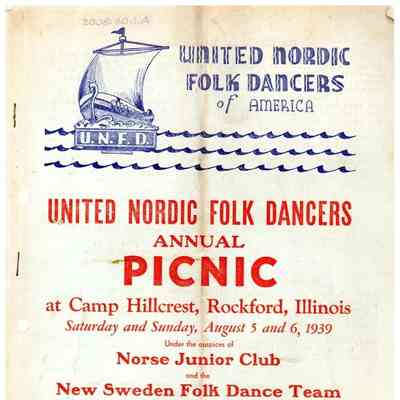 UNITED NORDIC
FOLK DANCERS
of AMERICA
U.N.F.D.
UNITED NORDIC FOLK DANCERS
ANNUAL
PICNIC
at Camp Hillcrest, Rockford, Illinois
Saturday and Sunday, August 5 and 6, 1939
Under the auspices of
Norse Junior Club
and the
New Sweden Folk Dance Team